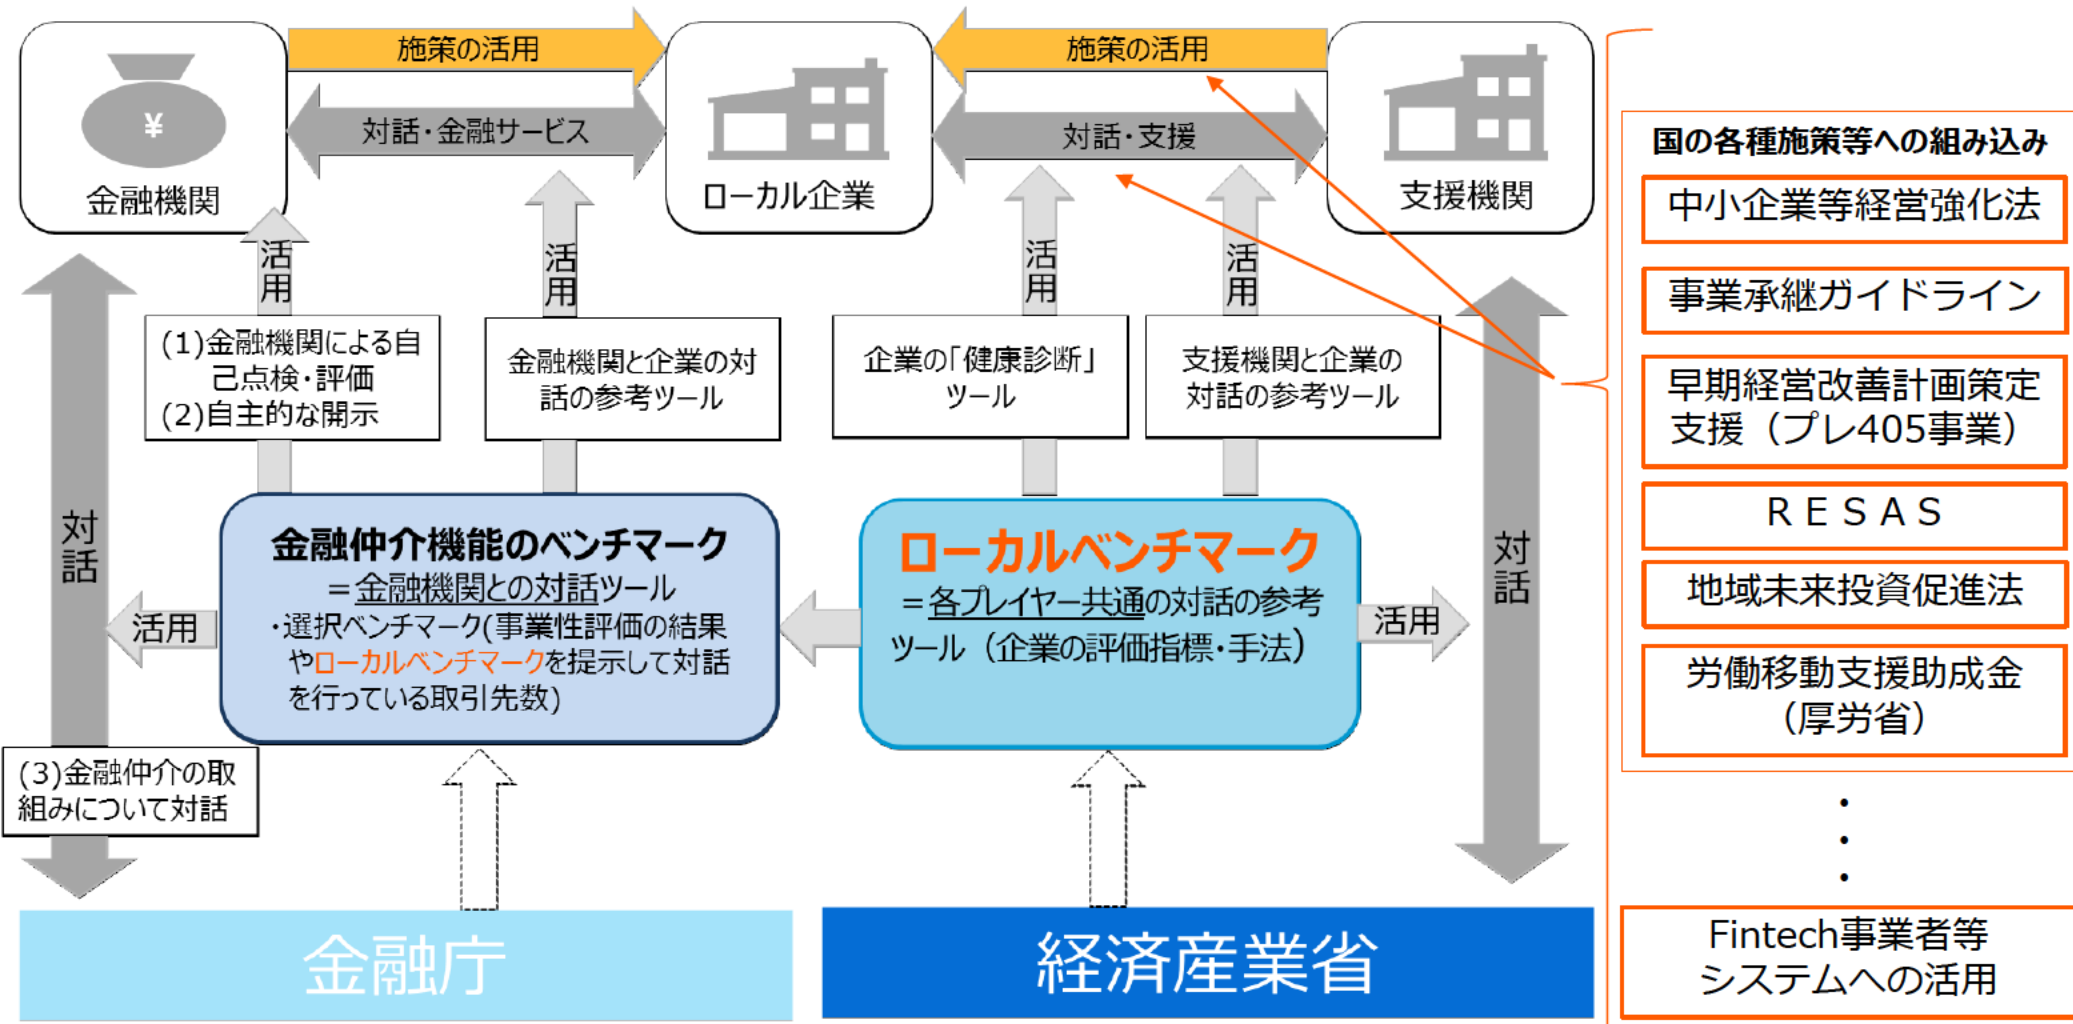 施策の活用
施策の活用
¥
対話・金融サービス
対話・支援
金融機関
ローカル企業
支援機関
活用
活用
活用
活用
(1)金融機関による自
己点検・評価
(2)自主的な開示
金融機関と企業の対
話の参考ツール
企業の「健康診断」
ツール
支援機関と企業の
対話の参考ツール
対話
金融仲介機能のベンチマーク
=金融機関との対話ツール
・選択ベンチマーク(事業性評価の結果
やローカルベンチマークを提示して対話
を行っている取引先数)
活用
ローカルベンチマーク
=各プレイヤー共通の対話の参考
ツール（企業の評価指標・手法）
活用
対話
(3)金融仲介の取
組みについて対話
金融庁
経済産業省
国の各種施策等への組み込み
中小企業等経営強化法
事業承継ガイドライン
早期経営改善計画策定
支援（プレ405事業）
ＲＥＳＡＳ
地域未来投資促進法
労働移動支援助成金
（厚労省）
・
・
・
Fintech事業者等
システムへの活用